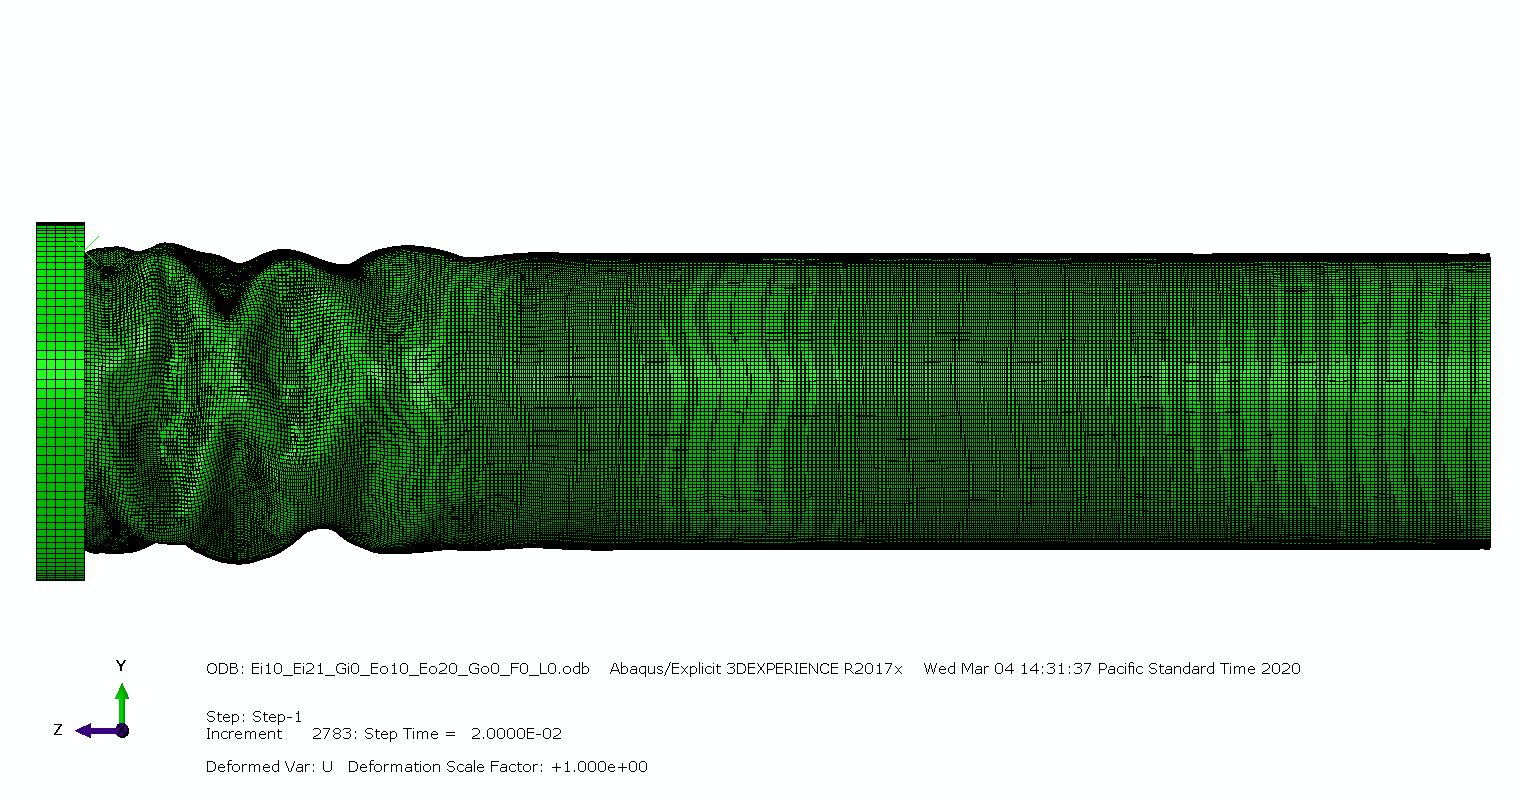 Y
Z
X
ODB: Ei10_Ei21_Gi0_Eo10_Eo20_Go0_F0_L0.odb Abaqus/Explicit 3DEXPERIENCE R2017x Wed Mar 04 14:31:37 Pacific Standard Time 2020
Step: Step-1
Increment 2783: Step Time = 2.0000E-02
Deformed Var: U Deformation Scale Factor: +1.000e+00